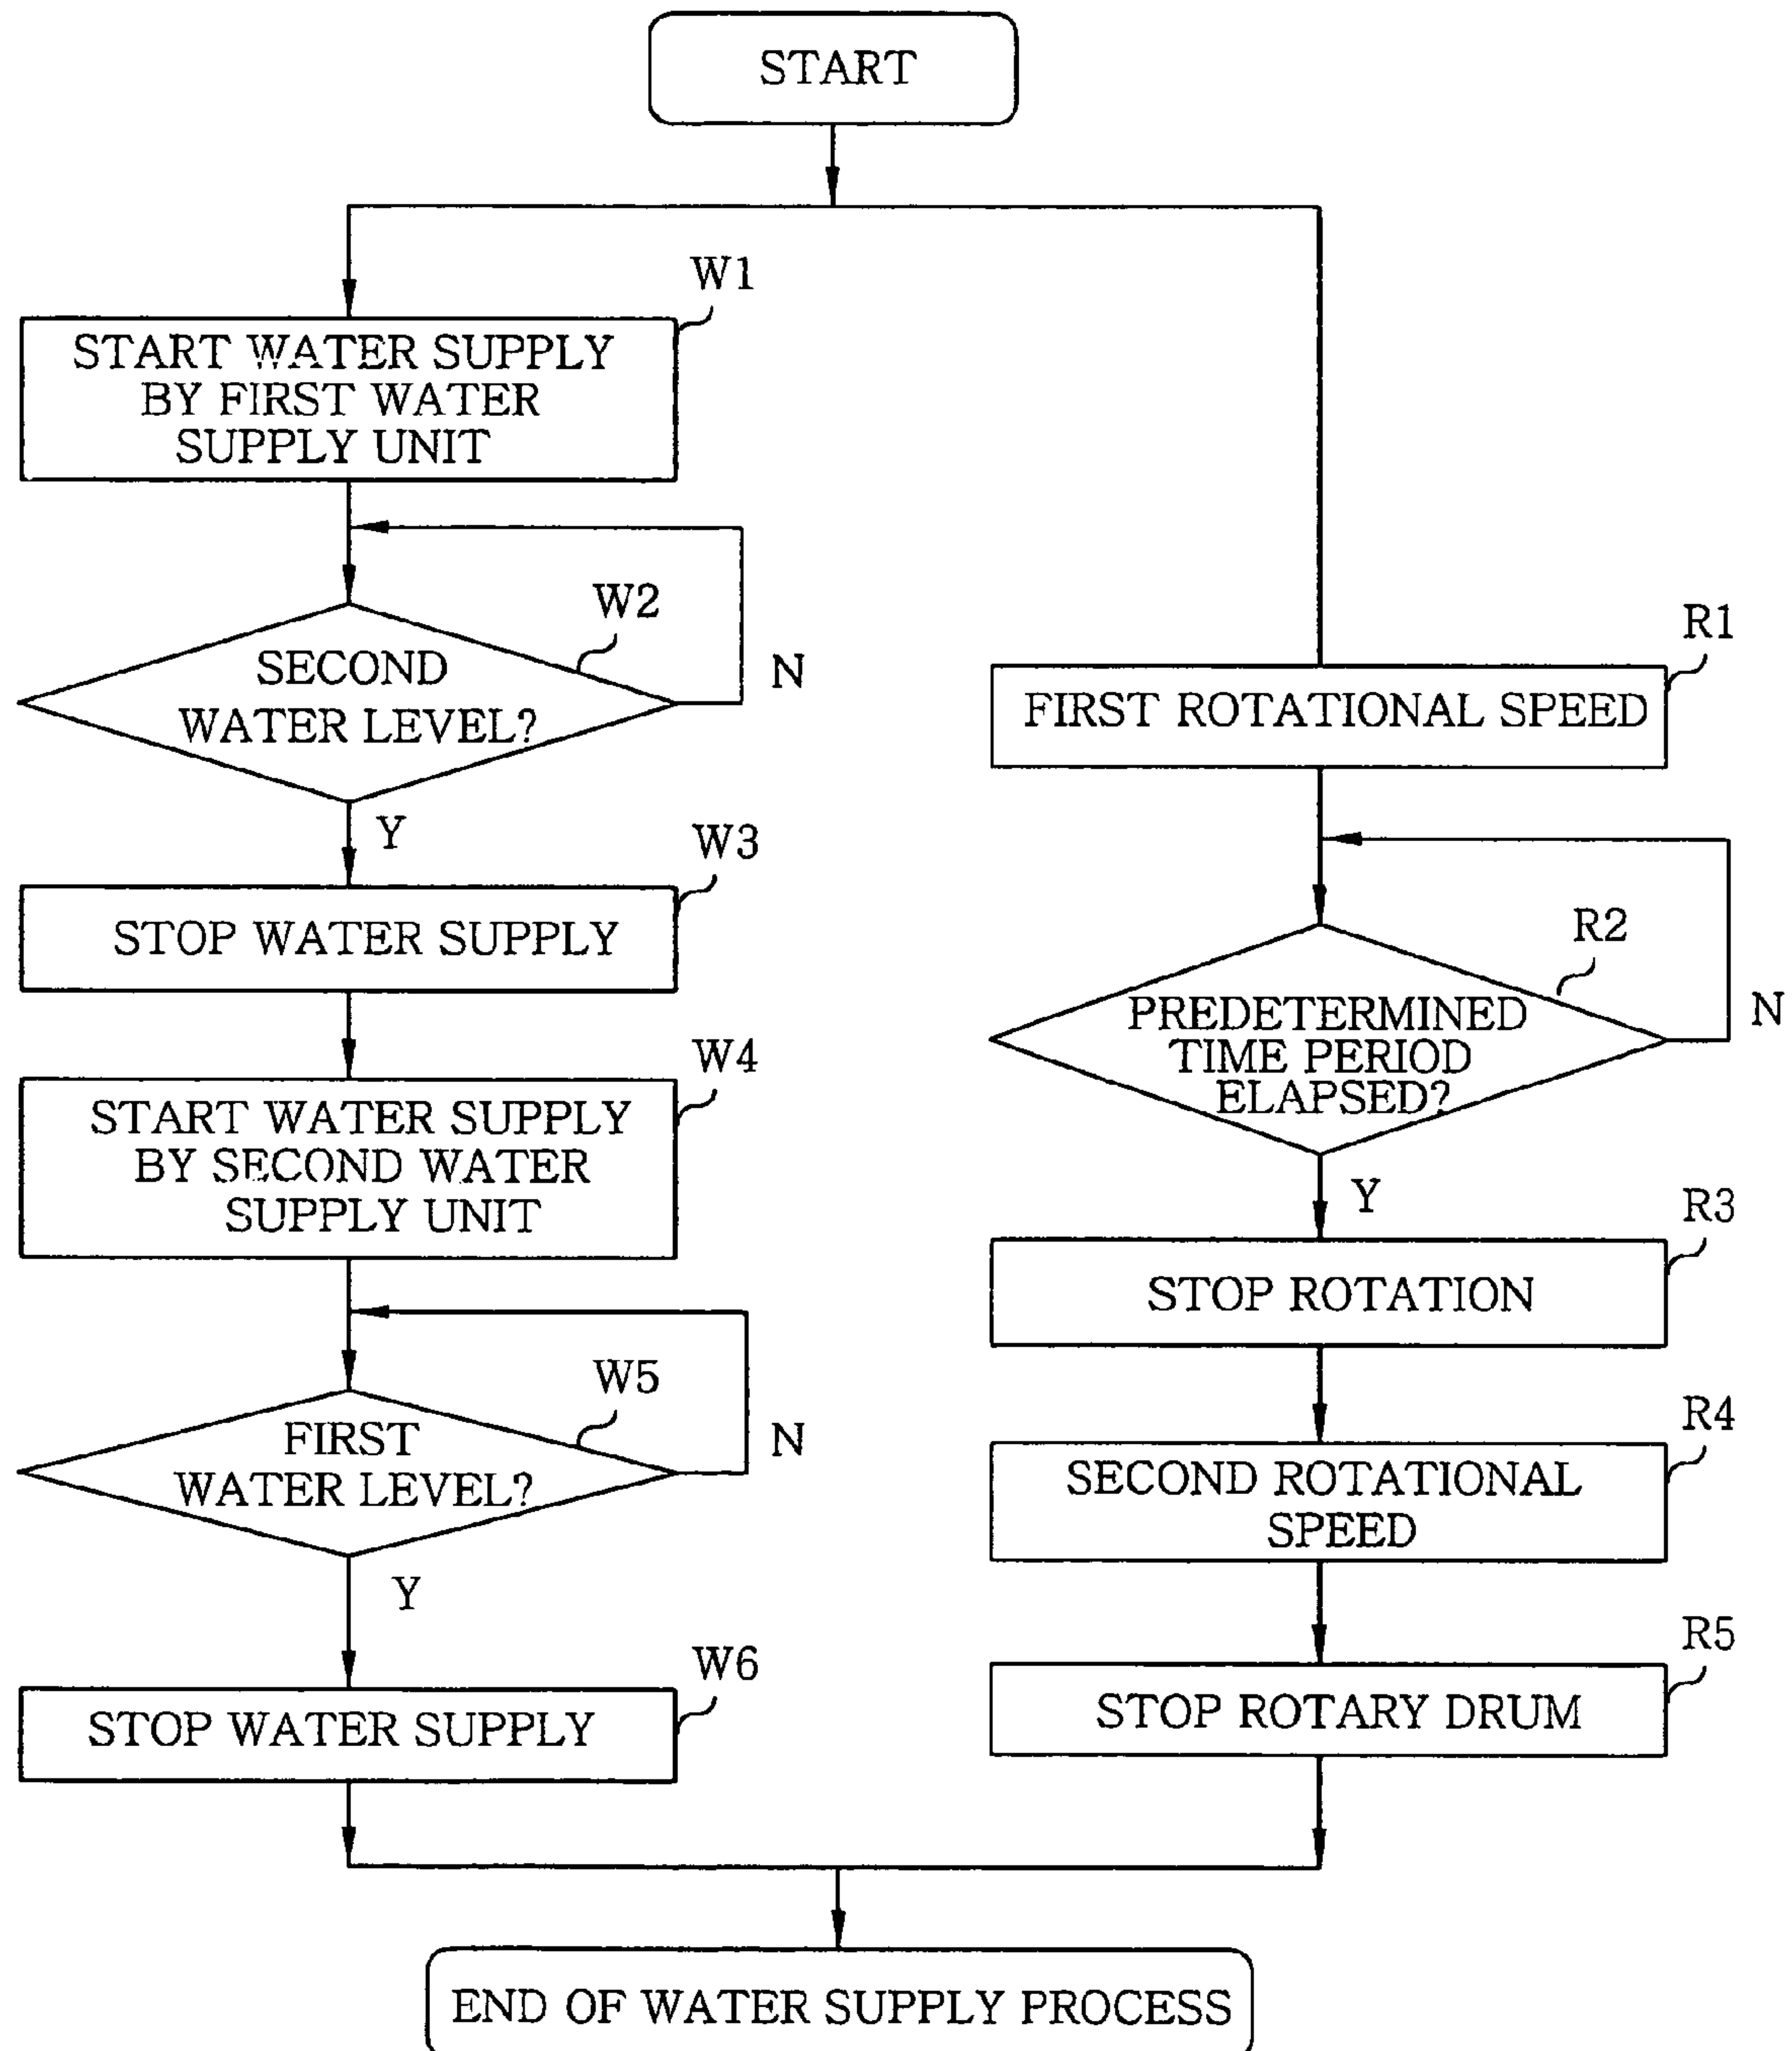 START
W1
START WATER SUPPLY
BY FIRST WATER
SUPPLY UNIT
W2
SECOND
WATER LEVEL?
N
Y
W3
STOP WATER SUPPLY
W4
START WATER SUPPLY
BY SECOND WATER
SUPPLY UNIT
W5
FIRST
WATER LEVEL?
N
Y
W6
STOP WATER SUPPLY
R1
FIRST ROTATIONAL SPEED
R2
PREDETERMINED
TIME PERIOD
ELAPSED?
N
Y
R3
STOP ROTATION
R4
SECOND ROTATIONAL
SPEED
R5
STOP ROTARY DRUM
END OF WATER SUPPLY PROCESS